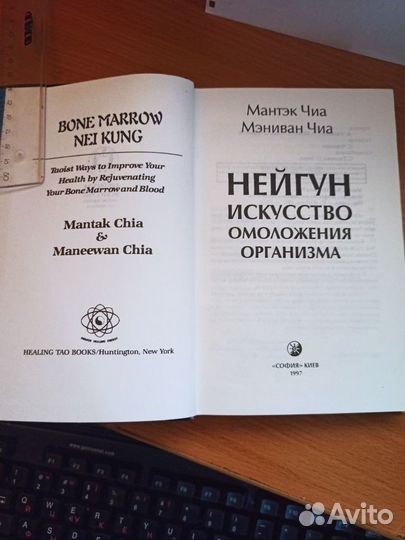 BONE MARROW
NEI KUNG
Taoist Ways to Improve Your
Health by Rejuvenating
Your Bone Marrow and Blood
Mantak Chia
&
Maneewan Chia
HEALING TAO BOOKS/Huntington, New York
Мантэк Чиа
Мэниван Чиа
НЕЙГУН
ИСКУССТВО
ОМОЛОЖЕНИЯ
ОРГАНИЗМА
«СОФИЯ» КИЕВ
1997
Avito